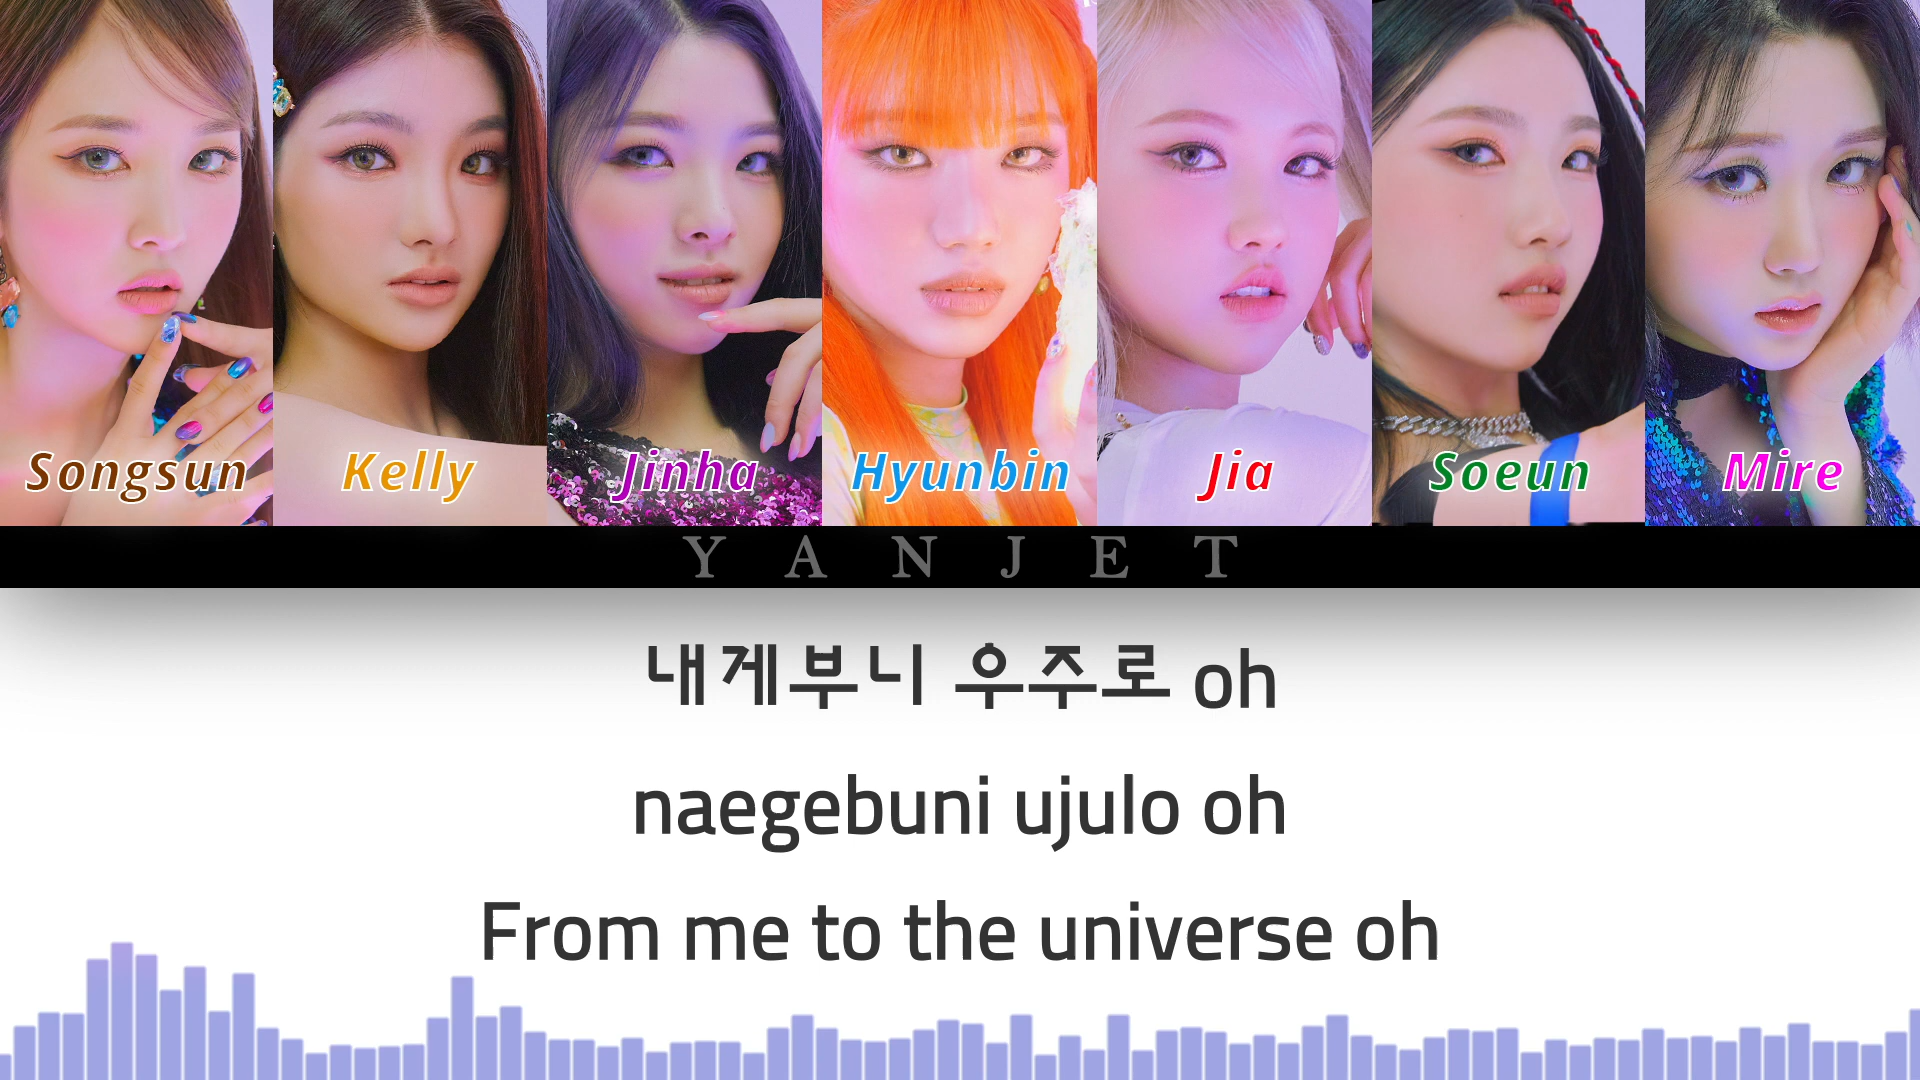 Songsun Kelly Jinha Hyunbin Jia Soeun Mire
YANJET
내게부니 우주로 oh
naegebuni ujulo oh
From me to the universe oh